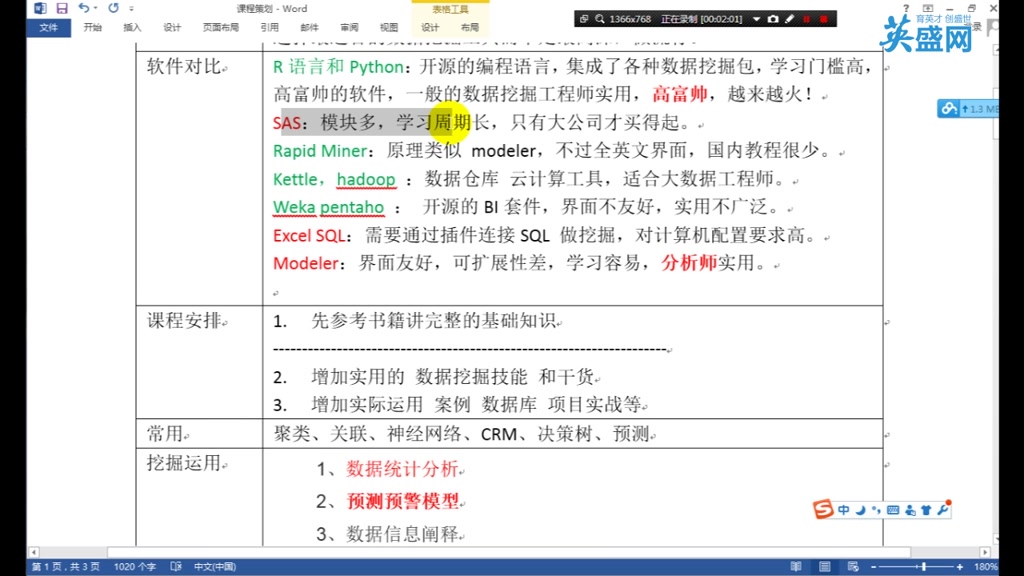 课程策划 - Word
表格工具
1366x768 正在录制 [00:02:01]
育英才 创盛世
英盛网
文件 开始 插入 设计 页面布局 引用 邮件 审阅 视图 设计 布局
软件对比
R 语言和 Python：开源的编程语言，集成了各种数据挖掘包，学习门槛高，
高富帅的软件，一般的数据挖掘工程师实用，高富帅，越来越火！
SAS：模块多，学习周期长，只有大公司才买得起。
Rapid Miner：原理类似 modeler，不过全英文界面，国内教程很少。
Kettle，hadoop ：数据仓库 云计算工具，适合大数据工程师。
Weka pentaho ： 开源的 BI 套件，界面不友好，实用不广泛。
Excel SQL：需要通过插件连接 SQL 做挖掘，对计算机配置要求高。
Modeler：界面友好，可扩展性差，学习容易，分析师实用。
课程安排
1. 先参考书籍讲完整的基础知识
2. 增加实用的 数据挖掘技能 和干货
3. 增加实际运用 案例 数据库 项目实战等
常用
聚类、关联、神经网络、CRM、决策树、预测
挖掘运用
1、数据统计分析
2、预测预警模型
3、数据信息阐释
中
第 1 页，共 3 页 1020 个字 中文(中国) 180%